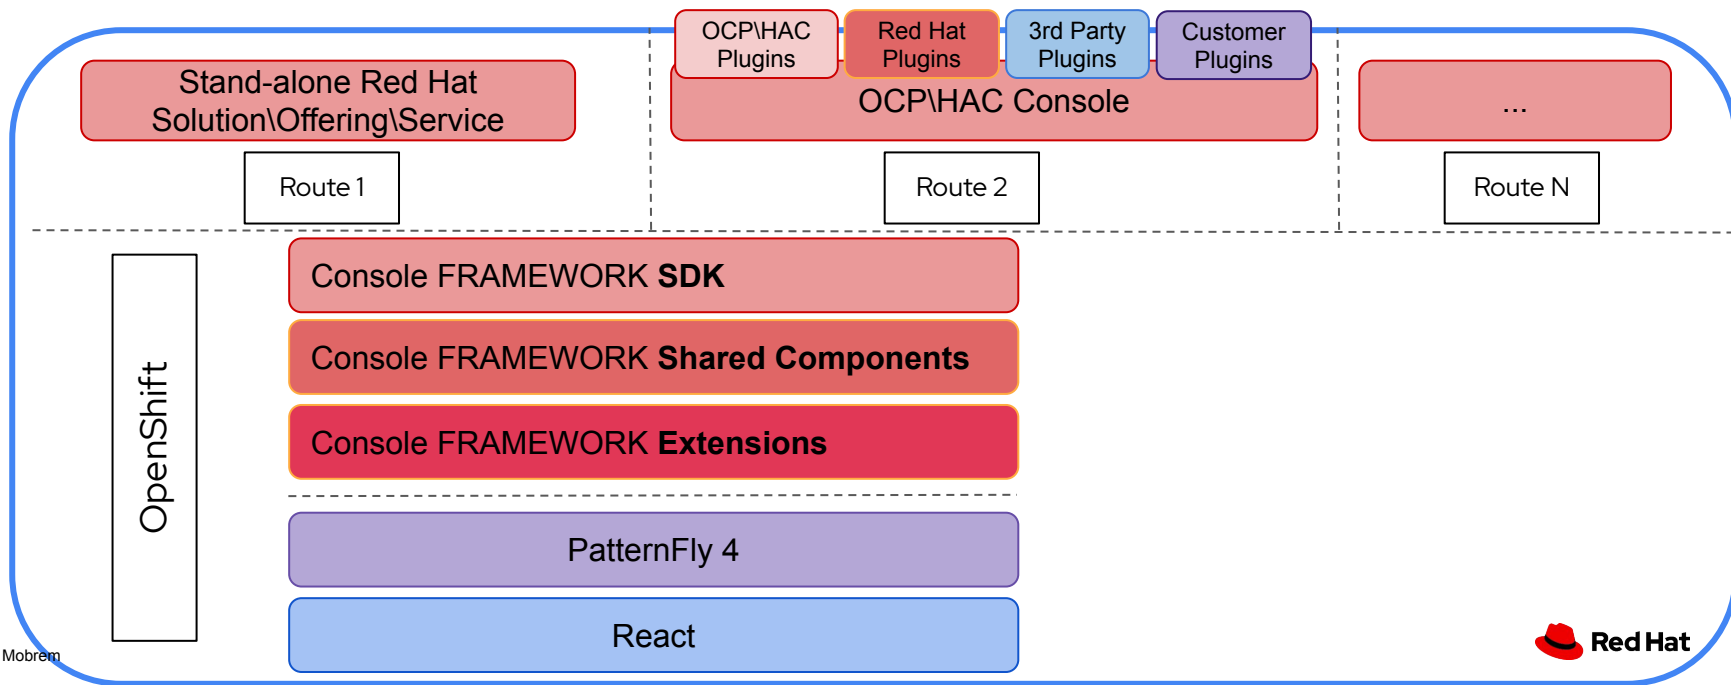 OCP\HAC
Plugins
Red Hat
Plugins
3rd Party
Plugins
Customer
Plugins
Stand-alone Red Hat
Solution\Offering\Service
OCP\HAC Console
...
Route 1
Route 2
Route N
OpenShift
Console FRAMEWORK SDK
Console FRAMEWORK Shared Components
Console FRAMEWORK Extensions
PatternFly 4
React
Mobrem
Red Hat